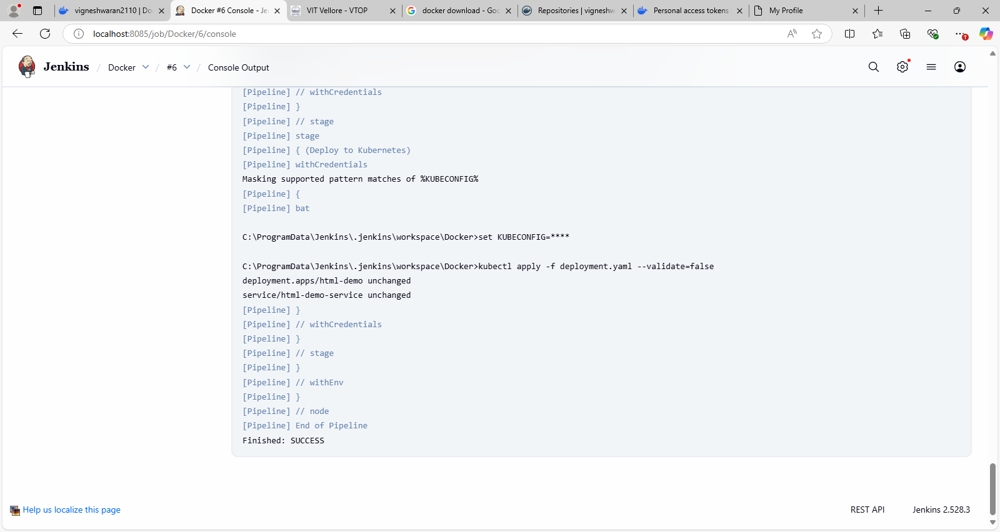 vigneshwaran2110 | Do
Docker #6 Console - Je
VIT Vellore - VTOP
docker download - Goo
Repositories | vigneshw
Personal access tokens
My Profile
localhost:8085/job/Docker/6/console
Jenkins / Docker / #6 / Console Output
[Pipeline] // withCredentials
[Pipeline] }
[Pipeline] // stage
[Pipeline] stage
[Pipeline] { (Deploy to Kubernetes)
[Pipeline] withCredentials
Masking supported pattern matches of %KUBECONFIG%
[Pipeline] {
[Pipeline] bat
C:\ProgramData\Jenkins\.jenkins\workspace\Docker>set KUBECONFIG=****
C:\ProgramData\Jenkins\.jenkins\workspace\Docker>kubectl apply -f deployment.yaml --validate=false
deployment.apps/html-demo unchanged
service/html-demo-service unchanged
[Pipeline] }
[Pipeline] // withCredentials
[Pipeline] }
[Pipeline] // stage
[Pipeline] }
[Pipeline] // withEnv
[Pipeline] }
[Pipeline] // node
[Pipeline] End of Pipeline
Finished: SUCCESS
Help us localize this page
REST API
Jenkins 2.528.3